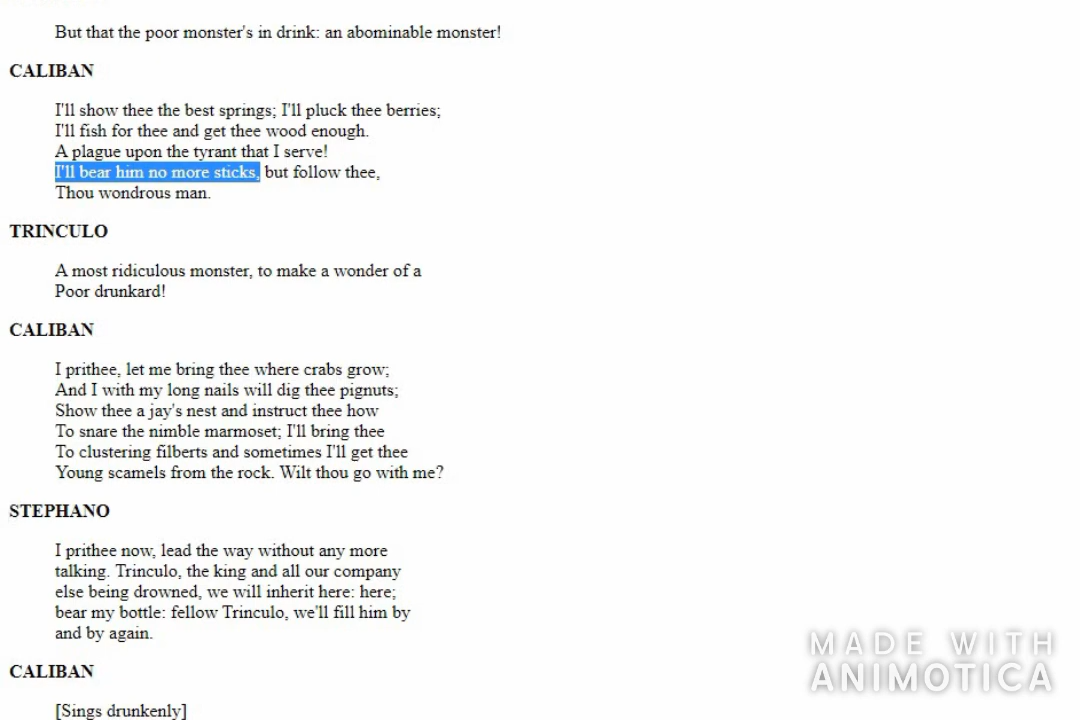 But that the poor monster's in drink: an abominable monster!
CALIBAN
I'll show thee the best springs; I'll pluck thee berries;
I'll fish for thee and get thee wood enough.
A plague upon the tyrant that I serve!
I'll bear him no more sticks, but follow thee,
Thou wondrous man.
TRINCULO
A most ridiculous monster, to make a wonder of a
Poor drunkard!
CALIBAN
I prithee, let me bring thee where crabs grow;
And I with my long nails will dig thee pignuts;
Show thee a jay's nest and instruct thee how
To snare the nimble marmoset; I'll bring thee
To clustering filberts and sometimes I'll get thee
Young scamels from the rock. Wilt thou go with me?
STEPHANO
I prithee now, lead the way without any more
talking. Trinculo, the king and all our company
else being drowned, we will inherit here: here;
bear my bottle: fellow Trinculo, we'll fill him by
and by again.
CALIBAN
[Sings drunkenly]
MADE WITH
ANIMOTICA